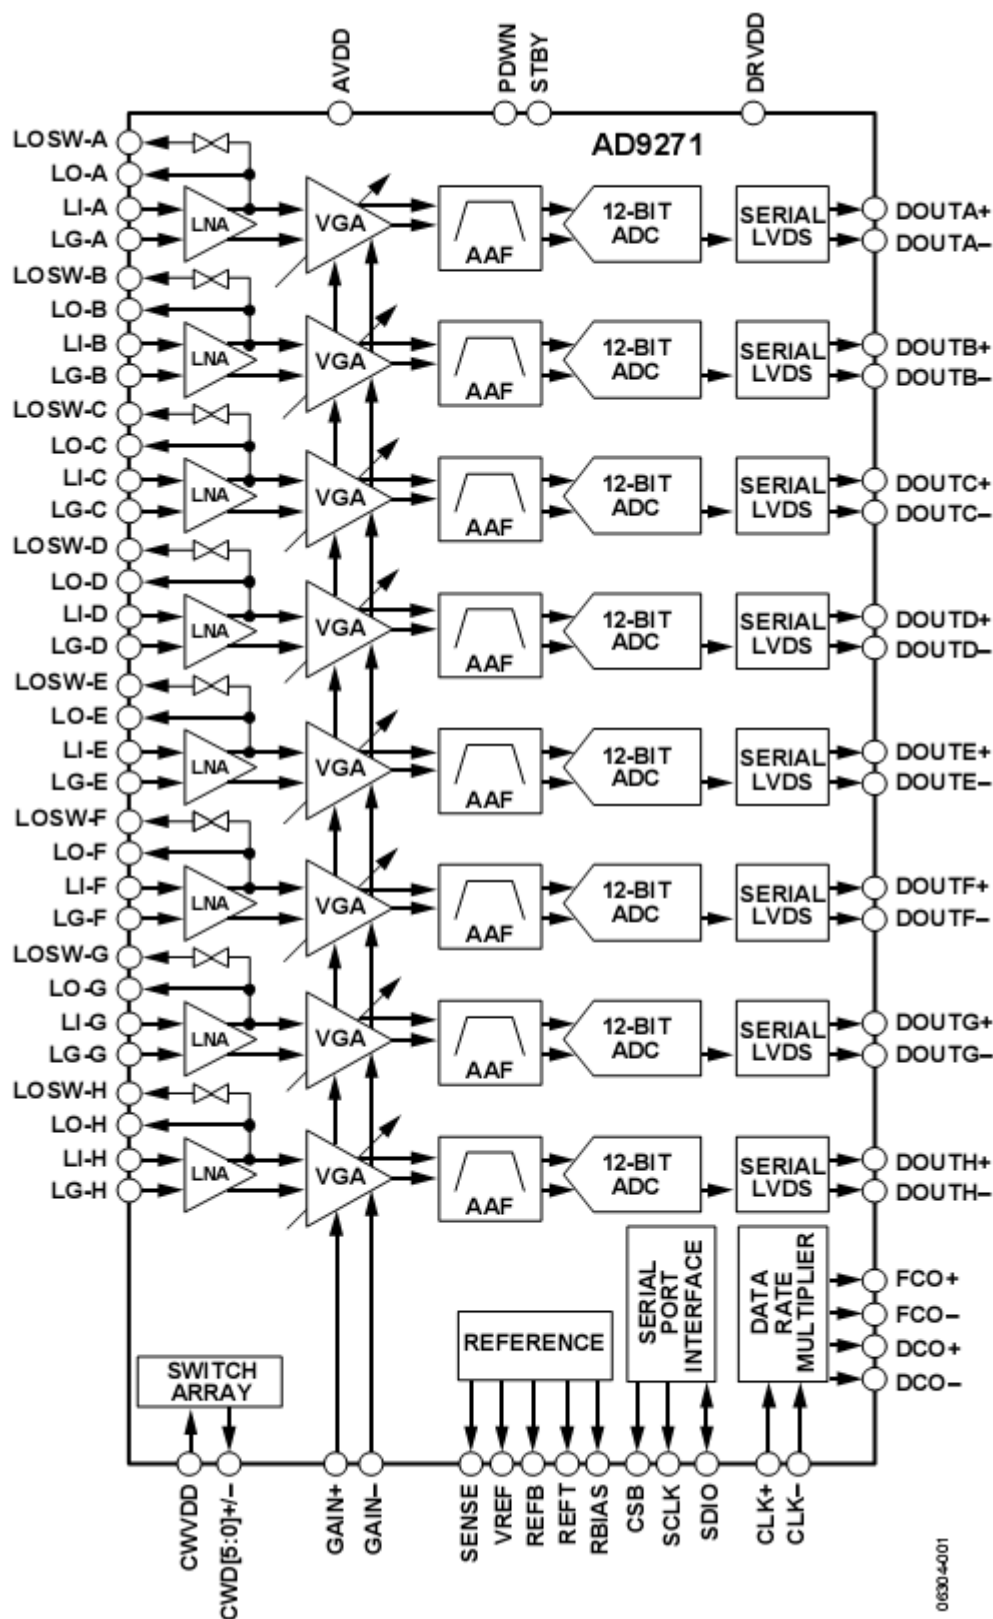 AVDD
PDWN
STBY
DRVDD
AD9271
LOSW-A
LO-A
LI-A
LG-A
LNA
VGA
AAF
12-BIT
ADC
SERIAL
LVDS
DOUTA+
DOUTA–
LOSW-B
LO-B
LI-B
LG-B
LNA
VGA
AAF
12-BIT
ADC
SERIAL
LVDS
DOUTB+
DOUTB–
LOSW-C
LO-C
LI-C
LG-C
LNA
VGA
AAF
12-BIT
ADC
SERIAL
LVDS
DOUTC+
DOUTC–
LOSW-D
LO-D
LI-D
LG-D
LNA
VGA
AAF
12-BIT
ADC
SERIAL
LVDS
DOUTD+
DOUTD–
LOSW-E
LO-E
LI-E
LG-E
LNA
VGA
AAF
12-BIT
ADC
SERIAL
LVDS
DOUTE+
DOUTE–
LOSW-F
LO-F
LI-F
LG-F
LNA
VGA
AAF
12-BIT
ADC
SERIAL
LVDS
DOUTF+
DOUTF–
LOSW-G
LO-G
LI-G
LG-G
LNA
VGA
AAF
12-BIT
ADC
SERIAL
LVDS
DOUTG+
DOUTG–
LOSW-H
LO-H
LI-H
LG-H
LNA
VGA
AAF
12-BIT
ADC
SERIAL
LVDS
DOUTH+
DOUTH–
SWITCH
ARRAY
REFERENCE
SERIAL
PORT
INTERFACE
DATA
RATE
MULTIPLIER
FCO+
FCO–
DCO+
DCO–
CWVDD
CWD[5:0]+/–
GAIN+
GAIN–
SENSE
VREF
REFB
REFT
RBIAS
CSB
SCLK
SDIO
CLK+
CLK–
06304-001